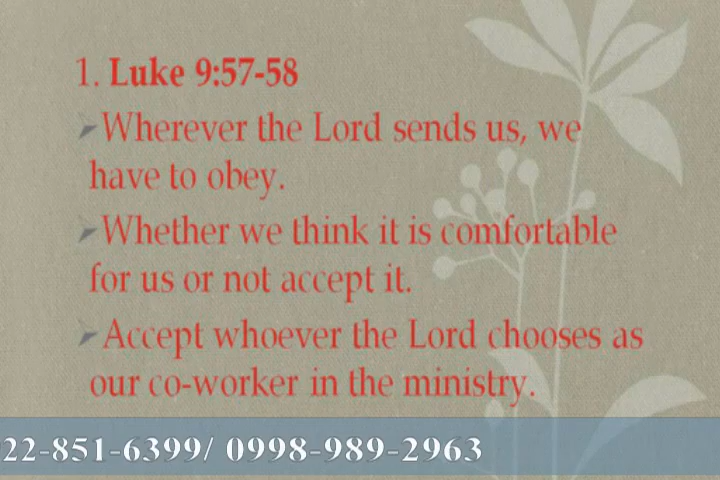 1. Luke 9:57-58
➢Wherever the Lord sends us, we
have to obey.
➢Whether we think it is comfortable
for us or not accept it.
➢Accept whoever the Lord chooses as
our co-worker in the ministry.
22-851-6399/ 0998-989-2963